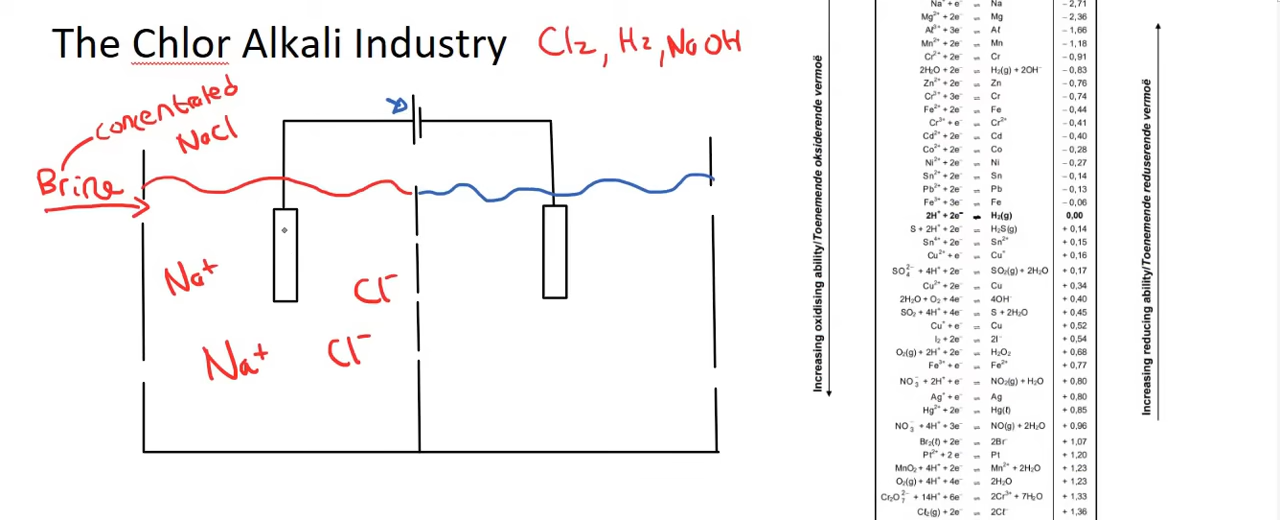 The Chlor Alkali Industry Cl₂, H₂, NaOH
concentrated
NaCl
Brine
Na⁺
Cl⁻
Na⁺ Cl⁻
Increasing oxidising ability/Toenemende oksiderende vermoë
Na⁺ + e⁻ ⇌ Na − 2,71
Mg²⁺ + 2e⁻ ⇌ Mg − 2,36
Aℓ³⁺ + 3e⁻ ⇌ Aℓ − 1,66
Mn²⁺ + 2e⁻ ⇌ Mn − 1,18
Cr²⁺ + 2e⁻ ⇌ Cr − 0,91
2H₂O + 2e⁻ ⇌ H₂(g) + 2OH⁻ − 0,83
Zn²⁺ + 2e⁻ ⇌ Zn − 0,76
Cr³⁺ + 3e⁻ ⇌ Cr − 0,74
Fe²⁺ + 2e⁻ ⇌ Fe − 0,44
Cr³⁺ + e⁻ ⇌ Cr²⁺ − 0,41
Cd²⁺ + 2e⁻ ⇌ Cd − 0,40
Co²⁺ + 2e⁻ ⇌ Co − 0,28
Ni²⁺ + 2e⁻ ⇌ Ni − 0,27
Sn²⁺ + 2e⁻ ⇌ Sn − 0,14
Pb²⁺ + 2e⁻ ⇌ Pb − 0,13
Fe³⁺ + 3e⁻ ⇌ Fe − 0,06
2H⁺ + 2e⁻ ⇌ H₂(g) 0,00
S + 2H⁺ + 2e⁻ ⇌ H₂S(g) + 0,14
Sn⁴⁺ + 2e⁻ ⇌ Sn²⁺ + 0,15
Cu²⁺ + e⁻ ⇌ Cu⁺ + 0,16
SO₄²⁻ + 4H⁺ + 2e⁻ ⇌ SO₂(g) + 2H₂O + 0,17
Cu²⁺ + 2e⁻ ⇌ Cu + 0,34
2H₂O + O₂ + 4e⁻ ⇌ 4OH⁻ + 0,40
SO₂ + 4H⁺ + 4e⁻ ⇌ S + 2H₂O + 0,45
Cu⁺ + e⁻ ⇌ Cu + 0,52
I₂ + 2e⁻ ⇌ 2I⁻ + 0,54
O₂(g) + 2H⁺ + 2e⁻ ⇌ H₂O₂ + 0,68
Fe³⁺ + e⁻ ⇌ Fe²⁺ + 0,77
NO₃⁻ + 2H⁺ + e⁻ ⇌ NO₂(g) + H₂O + 0,80
Ag⁺ + e⁻ ⇌ Ag + 0,80
Hg²⁺ + 2e⁻ ⇌ Hg(ℓ) + 0,85
NO₃⁻ + 4H⁺ + 3e⁻ ⇌ NO(g) + 2H₂O + 0,96
Br₂(ℓ) + 2e⁻ ⇌ 2Br⁻ + 1,07
Pt²⁺ + 2 e⁻ ⇌ Pt + 1,20
MnO₂ + 4H⁺ + 2e⁻ ⇌ Mn²⁺ + 2H₂O + 1,23
O₂(g) + 4H⁺ + 4e⁻ ⇌ 2H₂O + 1,23
Cr₂O₇²⁻ + 14H⁺ + 6e⁻ ⇌ 2Cr³⁺ + 7H₂O + 1,33
Cℓ₂(g) + 2e⁻ ⇌ 2Cℓ⁻ + 1,36
Increasing reducing ability/Toenemende reduserende vermoë